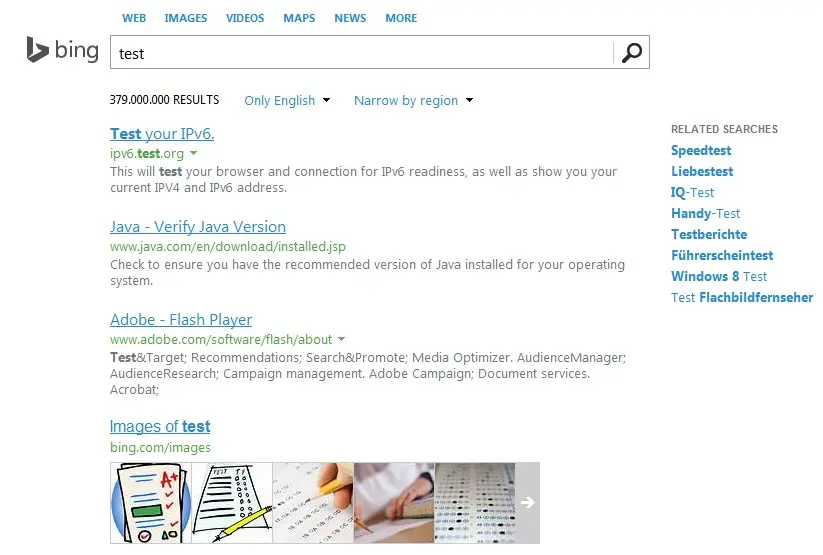 WEB IMAGES VIDEOS MAPS NEWS MORE
bing
test
379.000.000 RESULTS Only English Narrow by region
Test your IPv6.
ipv6.test.org
This will test your browser and connection for IPv6 readiness, as well as show you your
current IPV4 and IPv6 address.
Java - Verify Java Version
www.java.com/en/download/installed.jsp
Check to ensure you have the recommended version of Java installed for your operating
system.
Adobe - Flash Player
www.adobe.com/software/flash/about
Test&Target; Recommendations; Search&Promote; Media Optimizer. AudienceManager;
AudienceResearch; Campaign management. Adobe Campaign; Document services.
Acrobat;
Images of test
bing.com/images
A+
TEST T F
RELATED SEARCHES
Speedtest
Liebestest
IQ-Test
Handy-Test
Testberichte
Führerscheintest
Windows 8 Test
Test Flachbildfernseher